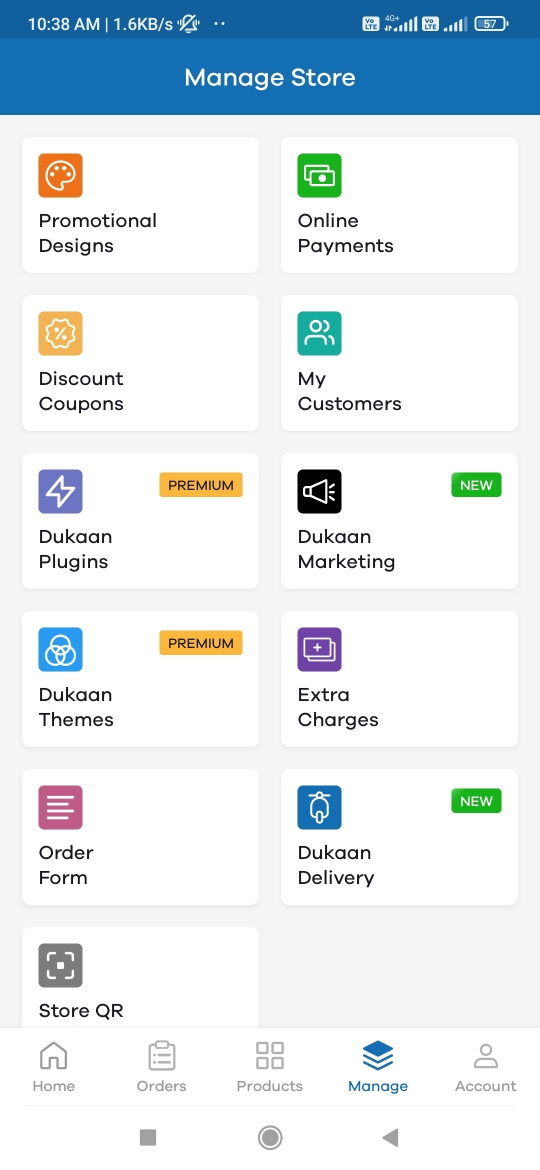 10:38 AM | 1.6KB/s
Vo LTE 4G+ Vo LTE 57
Manage Store
Promotional
Designs
Online
Payments
Discount
Coupons
My
Customers
PREMIUM
Dukaan
Plugins
NEW
Dukaan
Marketing
PREMIUM
Dukaan
Themes
Extra
Charges
Order
Form
NEW
Dukaan
Delivery
Store QR
Home Orders Products Manage Account